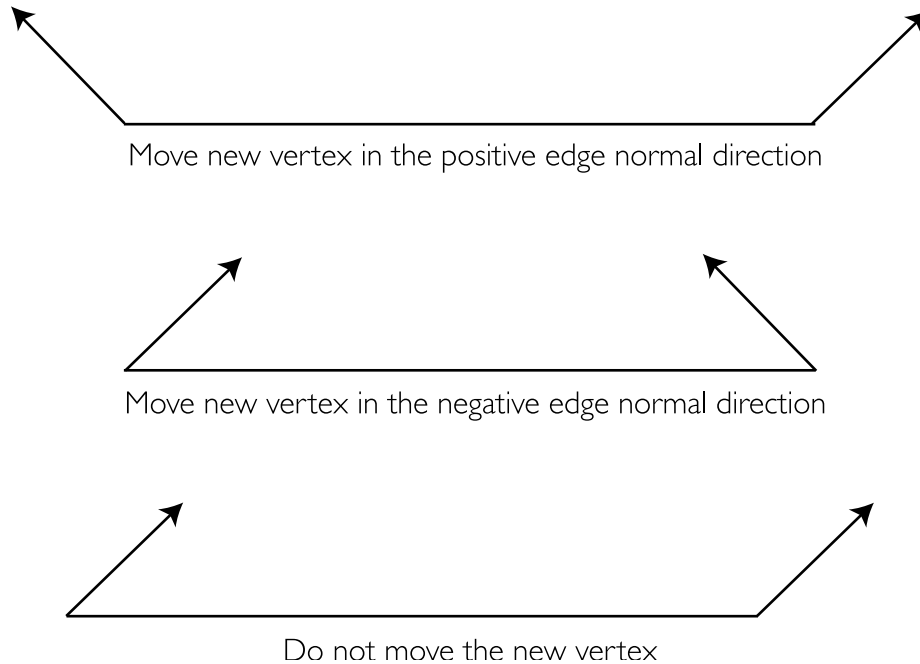 Move new vertex in the positive edge normal direction
Move new vertex in the negative edge normal direction
Do not move the new vertex